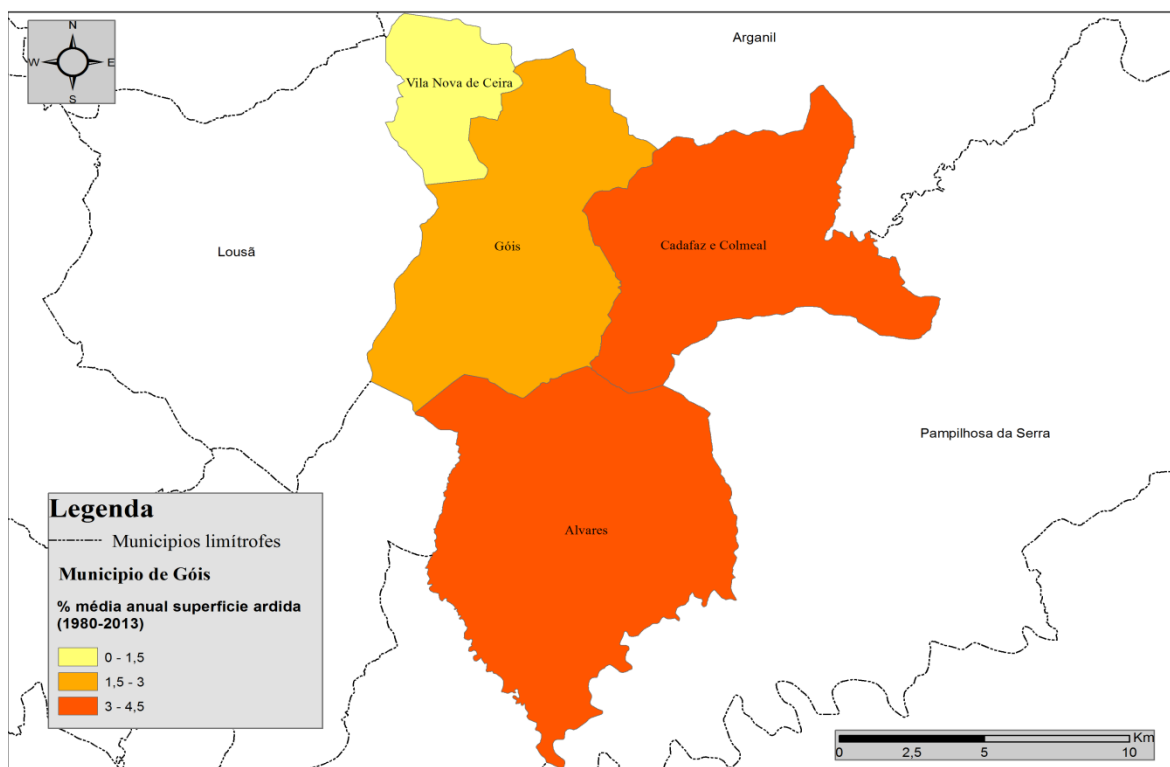 N
W E
S
Arganil
Vila Nova de Ceira
Lousã
Góis
Cadafaz e Colmeal
Pampilhosa da Serra
Alvares
Legenda
Municipios limítrofes
Municipio de Góis
% média anual superficie ardida
(1980-2013)
0 - 1,5
1,5 - 3
3 - 4,5
Km
0 2,5 5 10